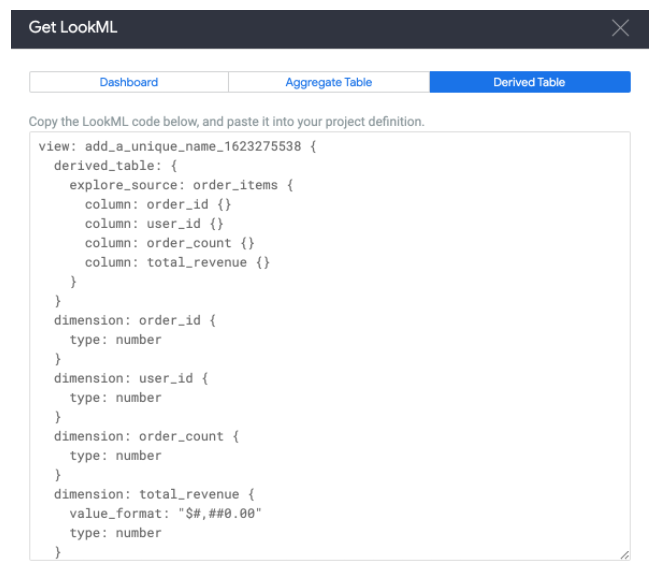 Get LookML
Dashboard Aggregate Table Derived Table
Copy the LookML code below, and paste it into your project definition.
view: add_a_unique_name_1623275538 {
  derived_table: {
    explore_source: order_items {
      column: order_id {}
      column: user_id {}
      column: order_count {}
      column: total_revenue {}
    }
  }
  dimension: order_id {
    type: number
  }
  dimension: user_id {
    type: number
  }
  dimension: order_count {
    type: number
  }
  dimension: total_revenue {
    value_format: "$#,##0.00"
    type: number
  }